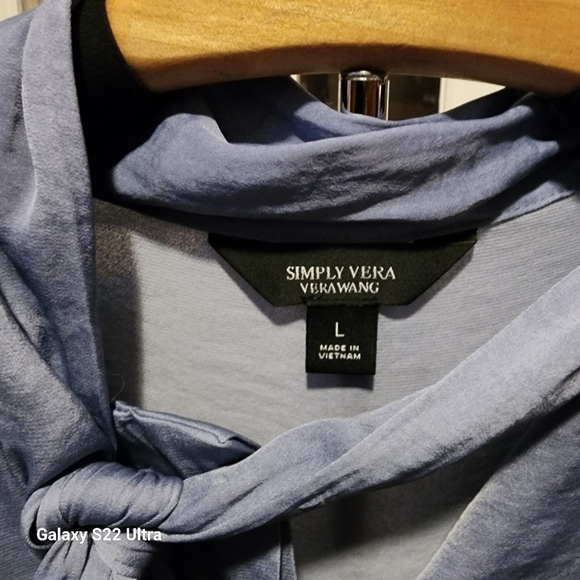 SIMPLY VERA
VERAWANG
L
MADE IN
VIETNAM
Galaxy S22 Ultra